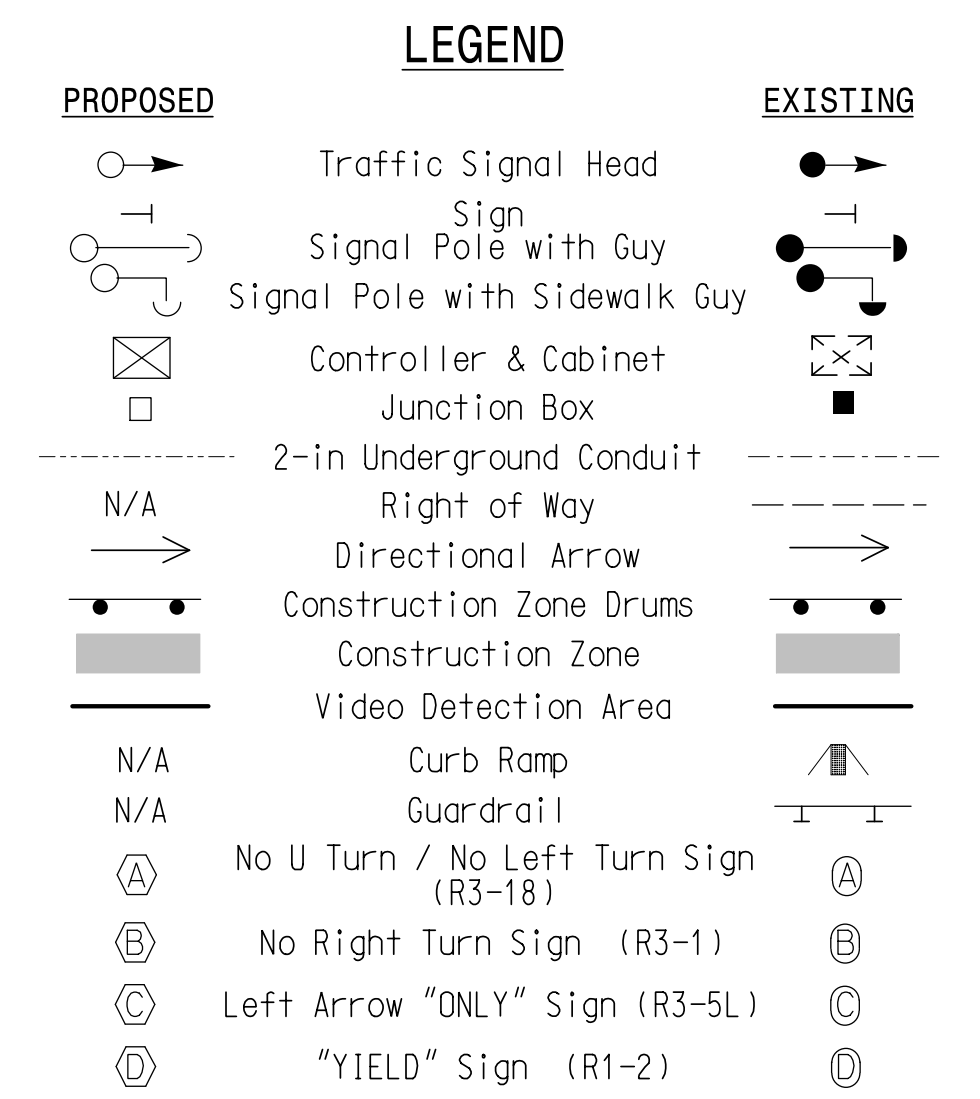 LEGEND
PROPOSED EXISTING
Traffic Signal Head
Sign
Signal Pole with Guy
Signal Pole with Sidewalk Guy
Controller & Cabinet
Junction Box
2-in Underground Conduit
N/A Right of Way
Directional Arrow
Construction Zone Drums
Construction Zone
Video Detection Area
N/A Curb Ramp
N/A Guardrail
No U Turn / No Left Turn Sign
A (R3-18) A
B No Right Turn Sign (R3-1) B
C Left Arrow "ONLY" Sign (R3-5L) C
D "YIELD" Sign (R1-2) D